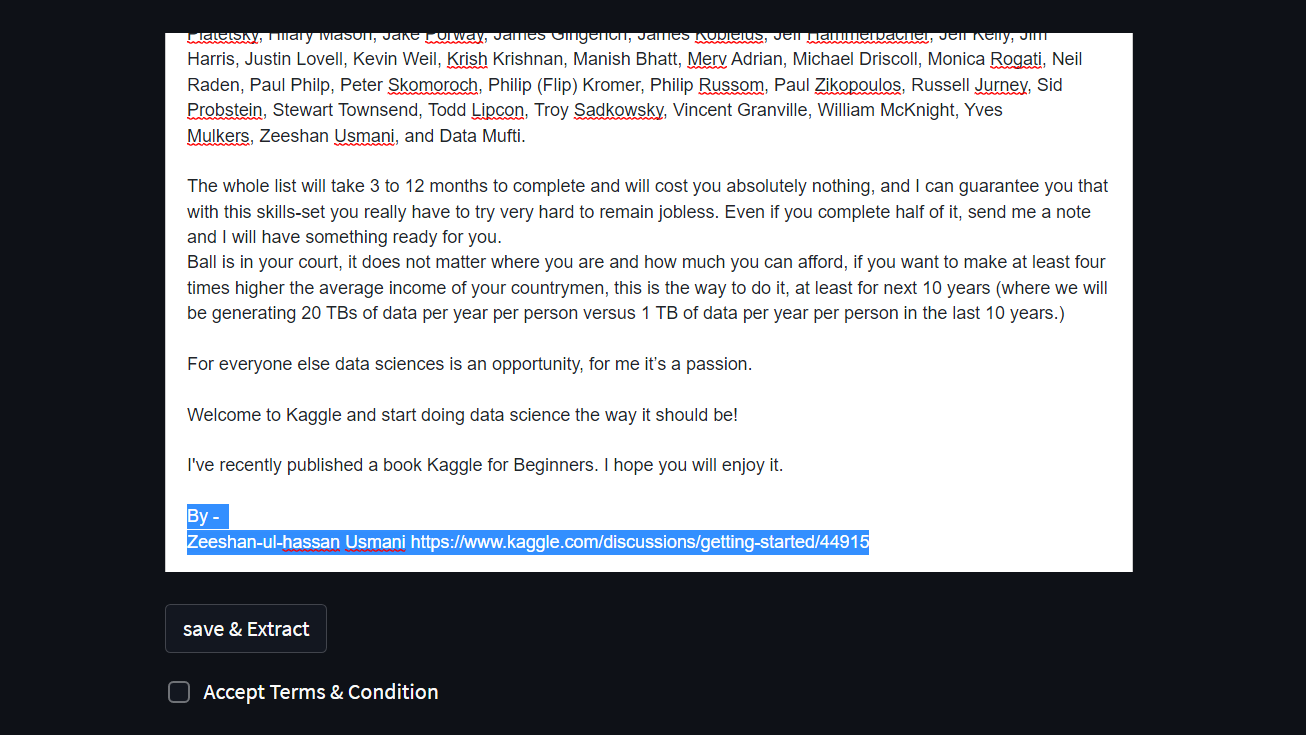 Platetsky, Hilary Mason, Jake Porway, James Gingerich, James Kobielus, Jeff Hammerbacher, Jeff Kelly, Jim
Harris, Justin Lovell, Kevin Weil, Krish Krishnan, Manish Bhatt, Merv Adrian, Michael Driscoll, Monica Rogati, Neil
Raden, Paul Philp, Peter Skomoroch, Philip (Flip) Kromer, Philip Russom, Paul Zikopoulos, Russell Jurney, Sid
Probstein, Stewart Townsend, Todd Lipcon, Troy Sadkowsky, Vincent Granville, William McKnight, Yves
Mulkers, Zeeshan Usmani, and Data Mufti.
The whole list will take 3 to 12 months to complete and will cost you absolutely nothing, and I can guarantee you that
with this skills-set you really have to try very hard to remain jobless. Even if you complete half of it, send me a note
and I will have something ready for you.
Ball is in your court, it does not matter where you are and how much you can afford, if you want to make at least four
times higher the average income of your countrymen, this is the way to do it, at least for next 10 years (where we will
be generating 20 TBs of data per year per person versus 1 TB of data per year per person in the last 10 years.)
For everyone else data sciences is an opportunity, for me it’s a passion.
Welcome to Kaggle and start doing data science the way it should be!
I've recently published a book Kaggle for Beginners. I hope you will enjoy it.
By -
Zeeshan-ul-hassan Usmani https://www.kaggle.com/discussions/getting-started/44915
save & Extract
Accept Terms & Condition